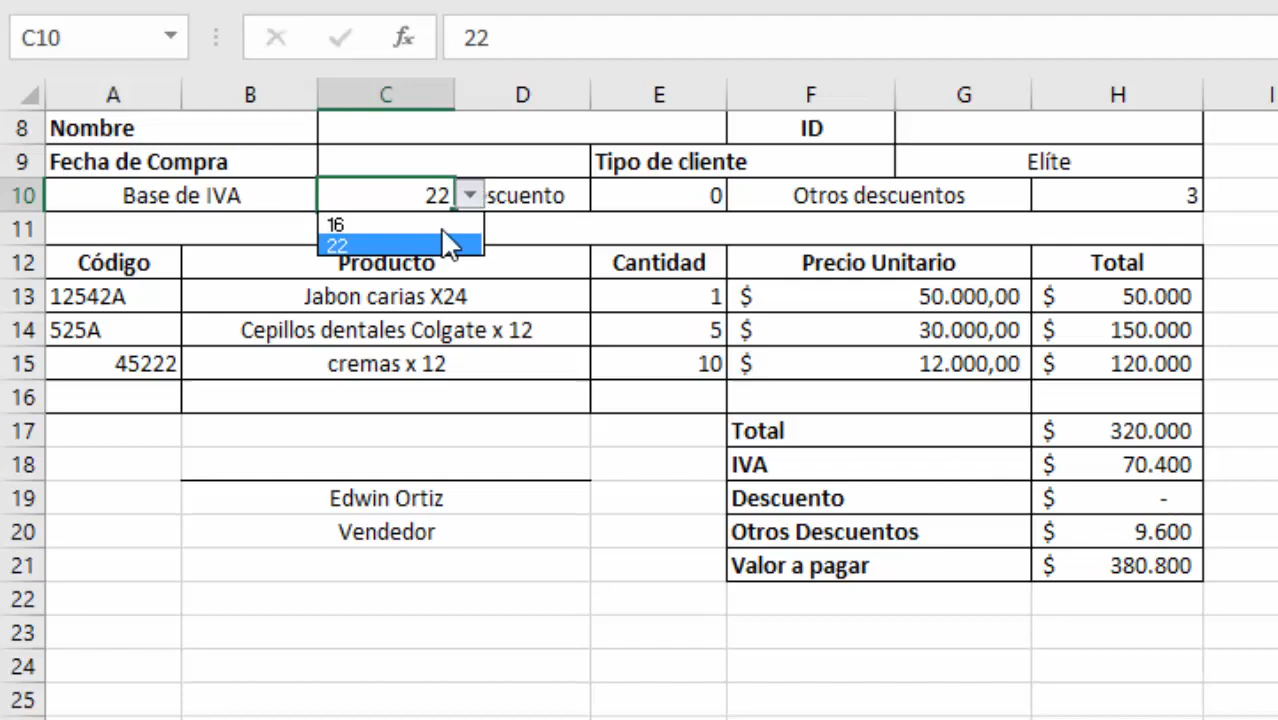 C10 fx 22
A B C D E F G H I
8 Nombre ID
9 Fecha de Compra Tipo de cliente Elíte
10 Base de IVA 22 scuento 0 Otros descuentos 3
11 16
22
12 Código Producto Cantidad Precio Unitario Total
13 12542A Jabon carias X24 1 $ 50.000,00 $ 50.000
14 525A Cepillos dentales Colgate x 12 5 $ 30.000,00 $ 150.000
15 45222 cremas x 12 10 $ 12.000,00 $ 120.000
16
17 Total $ 320.000
18 IVA $ 70.400
19 Edwin Ortiz Descuento $ -
20 Vendedor Otros Descuentos $ 9.600
21 Valor a pagar $ 380.800
22
23
24
25